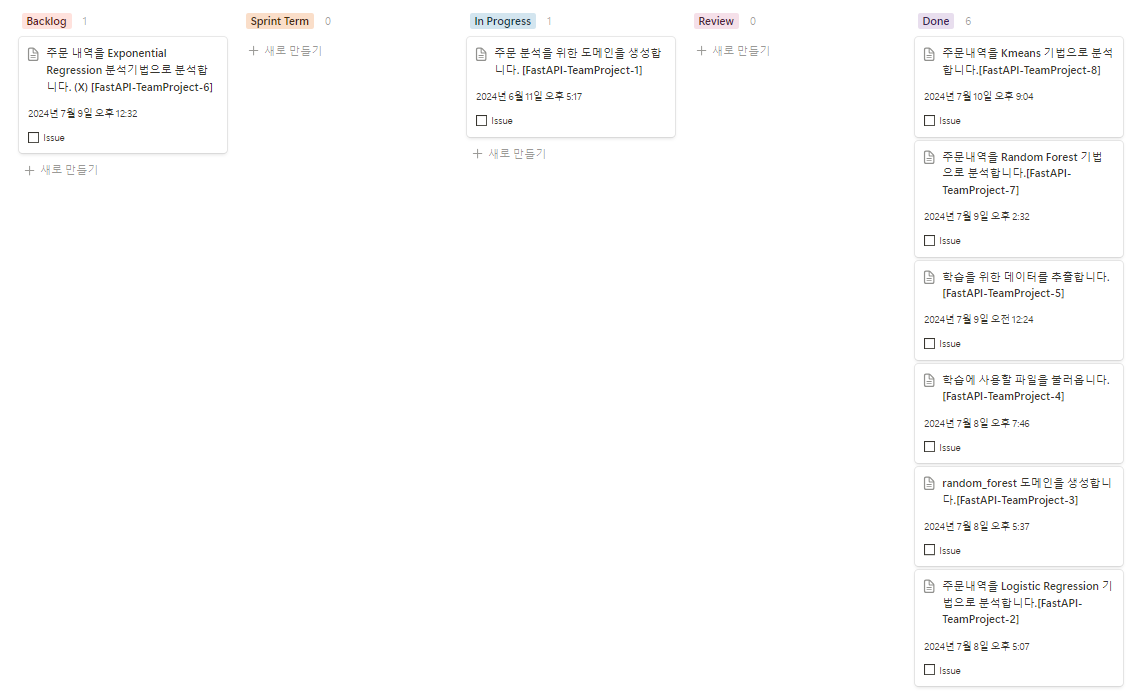 Backlog 1
주문 내역을 Exponential
Regression 분석기법으로 분석합
니다. (X) [FastAPI-TeamProject-6]
2024년 7월 9일 오후 12:32
Issue
+ 새로 만들기
Sprint Term 0
+ 새로 만들기
In Progress 1
주문 분석을 위한 도메인을 생성합
니다. [FastAPI-TeamProject-1]
2024년 6월 11일 오후 5:17
Issue
+ 새로 만들기
Review 0
+ 새로 만들기
Done 6
주문내역을 Kmeans 기법으로 분석
합니다.[FastAPI-TeamProject-8]
2024년 7월 10일 오후 9:04
Issue
주문내역을 Random Forest 기법
으로 분석합니다.[FastAPI-
TeamProject-7]
2024년 7월 9일 오후 2:32
Issue
학습을 위한 데이터를 추출합니다.
[FastAPI-TeamProject-5]
2024년 7월 9일 오전 12:24
Issue
학습에 사용할 파일을 불러옵니다.
[FastAPI-TeamProject-4]
2024년 7월 8일 오후 7:46
Issue
random_forest 도메인을 생성합니
다.[FastAPI-TeamProject-3]
2024년 7월 8일 오후 5:37
Issue
주문내역을 Logistic Regression 기
법으로 분석합니다.[FastAPI-
TeamProject-2]
2024년 7월 8일 오후 5:07
Issue